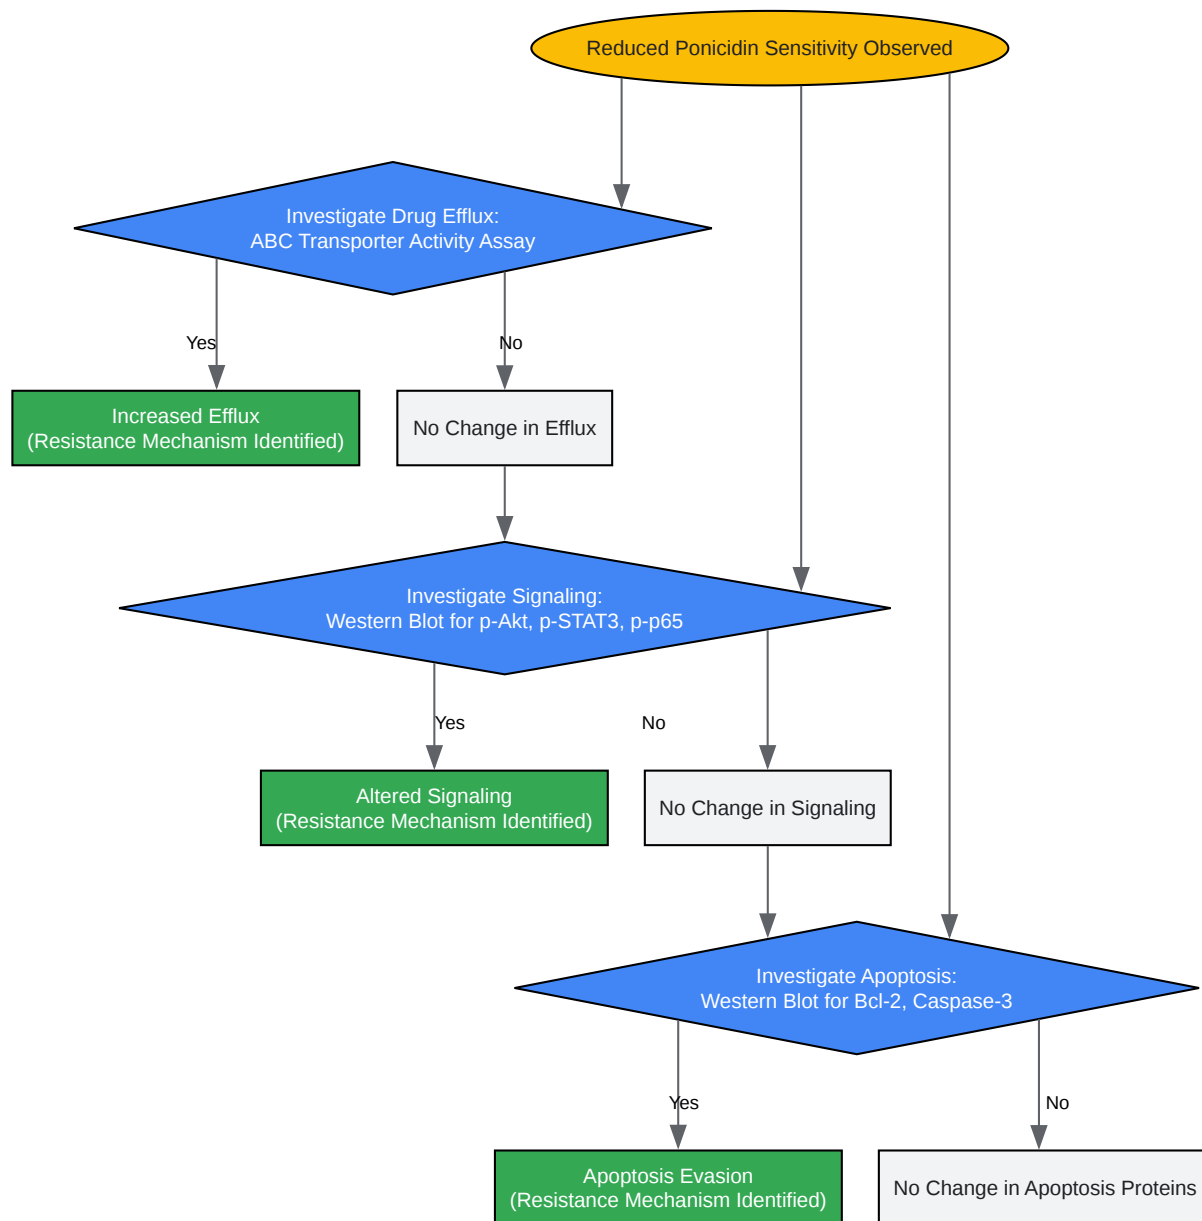 Reduced Ponicidin Sensitivity Observed
Investigate Drug Efflux:
ABC Transporter Activity Assay
Yes
No
Increased Efflux
(Resistance Mechanism Identified)
No Change in Efflux
Investigate Signaling:
Western Blot for p-Akt, p-STAT3, p-p65
Yes
No
Altered Signaling
(Resistance Mechanism Identified)
No Change in Signaling
Investigate Apoptosis:
Western Blot for Bcl-2, Caspase-3
Yes
No
Apoptosis Evasion
(Resistance Mechanism Identified)
No Change in Apoptosis Proteins